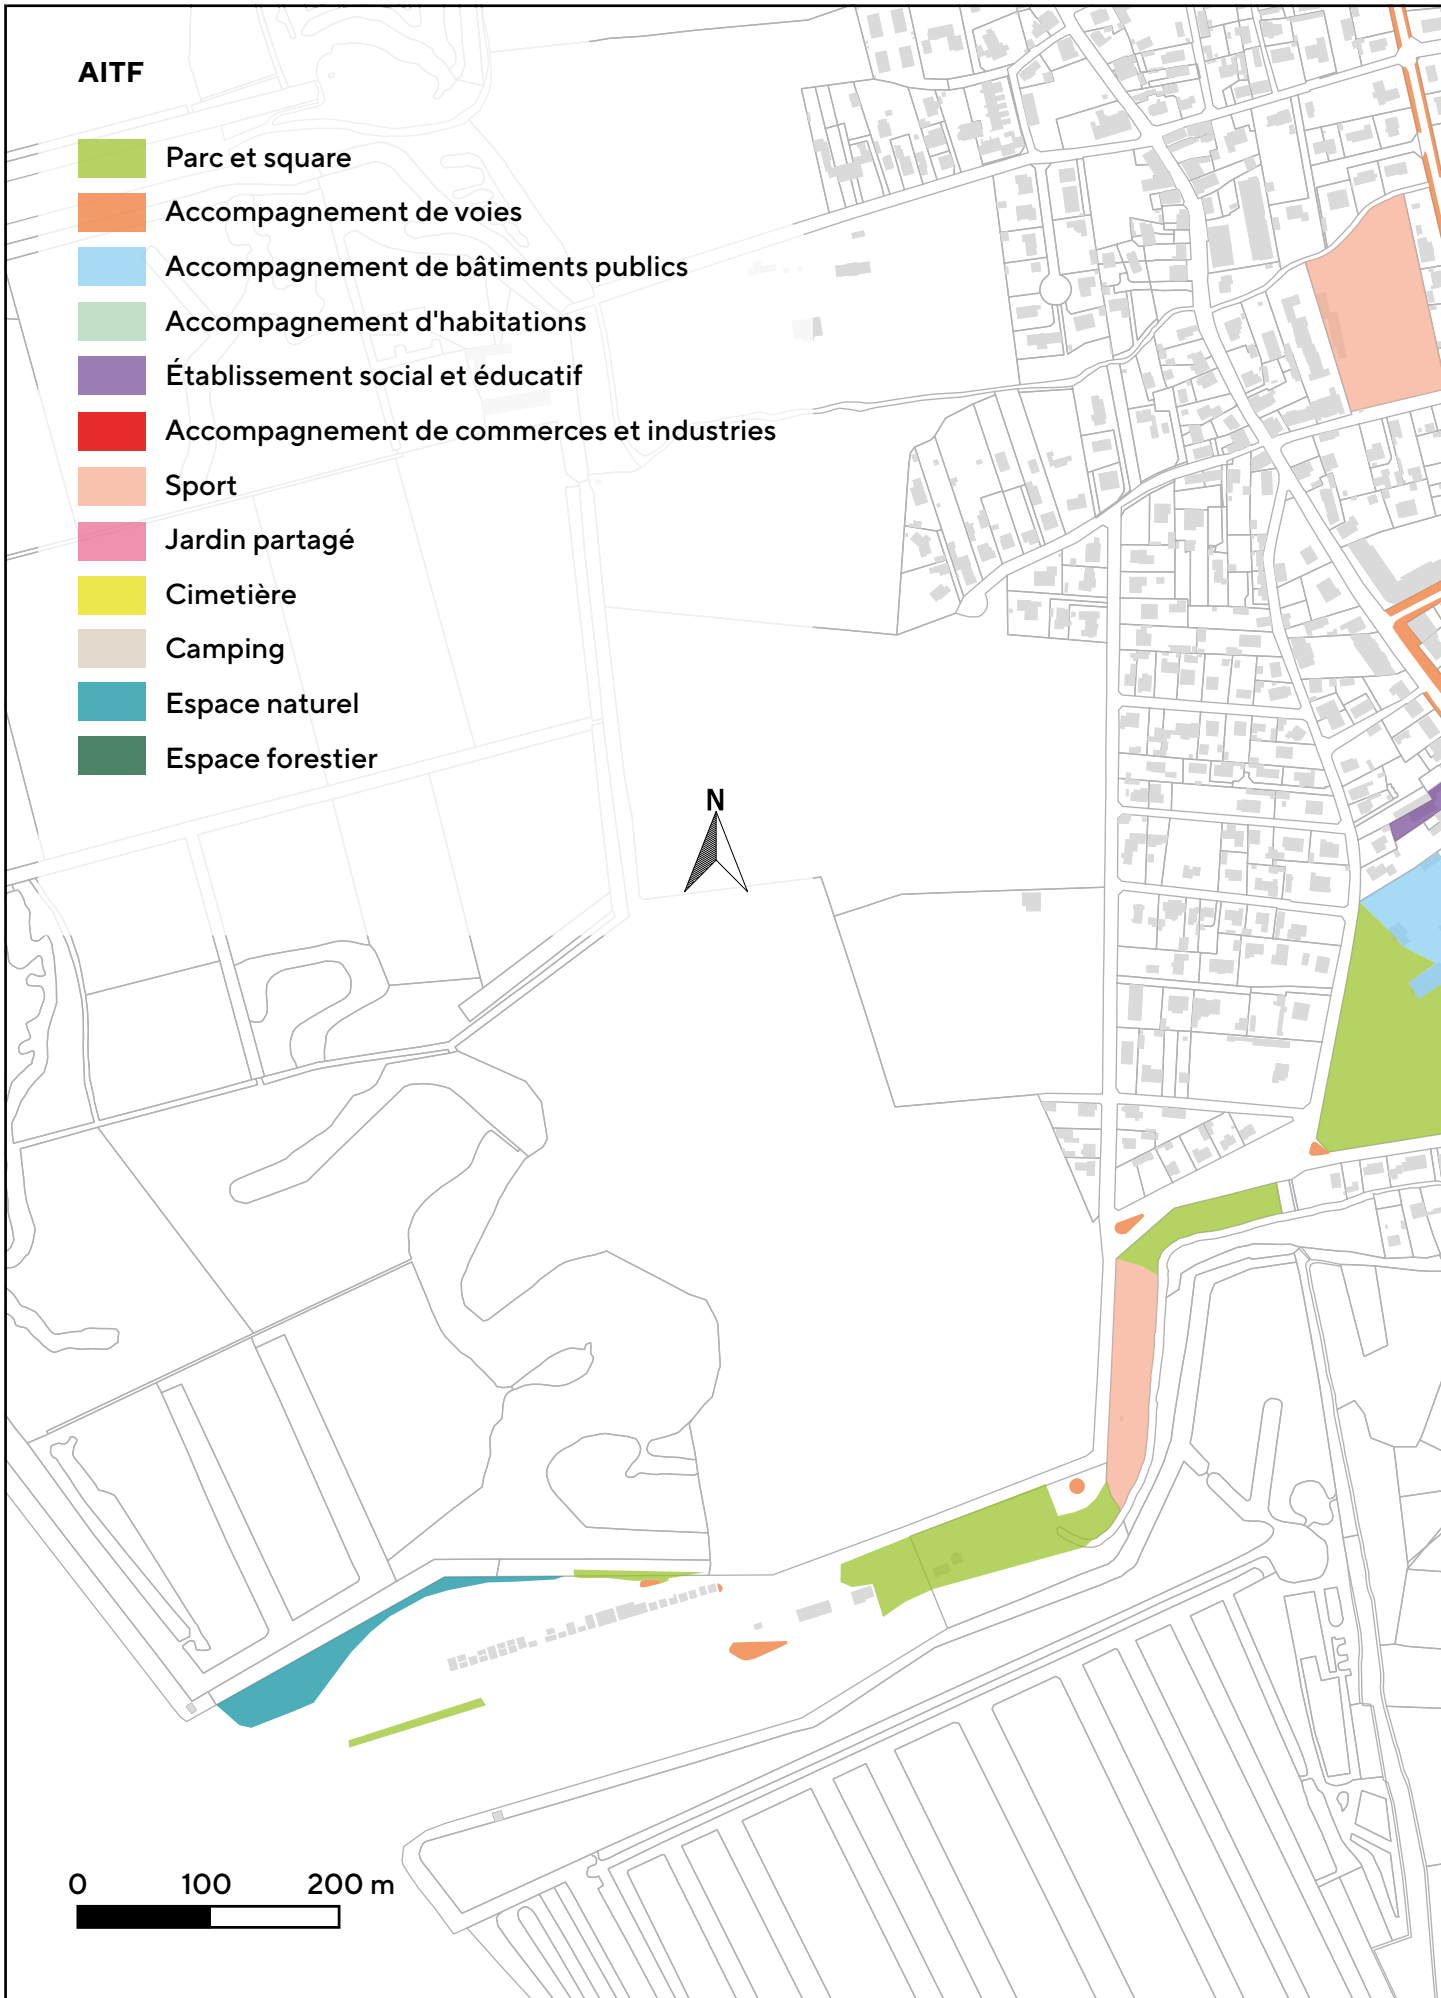 AITF
Parc et square
Accompagnement de voies
Accompagnement de bâtiments publics
Accompagnement d'habitations
Établissement social et éducatif
Accompagnement de commerces et industries
Sport
Jardin partagé
Cimetière
Camping
Espace naturel
Espace forestier
N
0 100 200 m